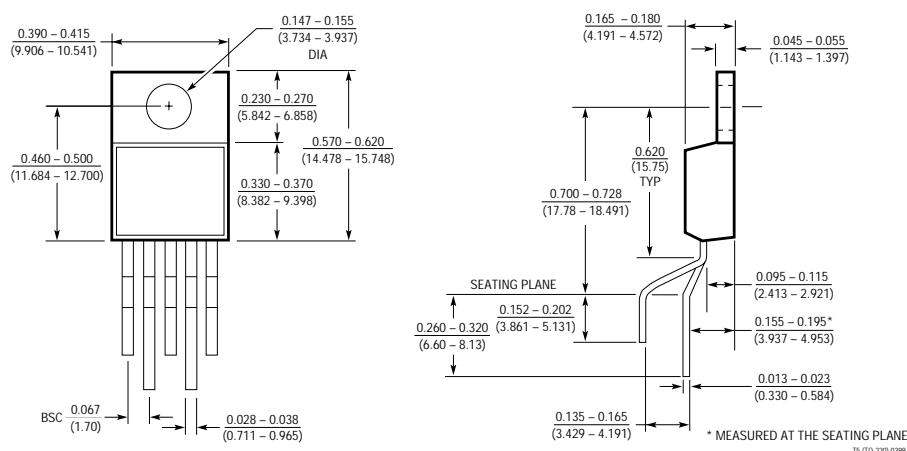 0.390 – 0.415
(9.906 – 10.541)
0.147 – 0.155
(3.734 – 3.937)
DIA
0.230 – 0.270
(5.842 – 6.858)
0.570 – 0.620
(14.478 – 15.748)
0.460 – 0.500
(11.684 – 12.700)
0.330 – 0.370
(8.382 – 9.398)
BSC 0.067
(1.70)
0.028 – 0.038
(0.711 – 0.965)
0.165 – 0.180
(4.191 – 4.572)
0.045 – 0.055
(1.143 – 1.397)
0.620
(15.75)
TYP
0.700 – 0.728
(17.78 – 18.491)
SEATING PLANE
0.152 – 0.202
(3.861 – 5.131)
0.260 – 0.320
(6.60 – 8.13)
0.095 – 0.115
(2.413 – 2.921)
0.155 – 0.195*
(3.937 – 4.953)
0.013 – 0.023
(0.330 – 0.584)
0.135 – 0.165
(3.429 – 4.191)
* MEASURED AT THE SEATING PLANE
T5 (TO-220) 0399